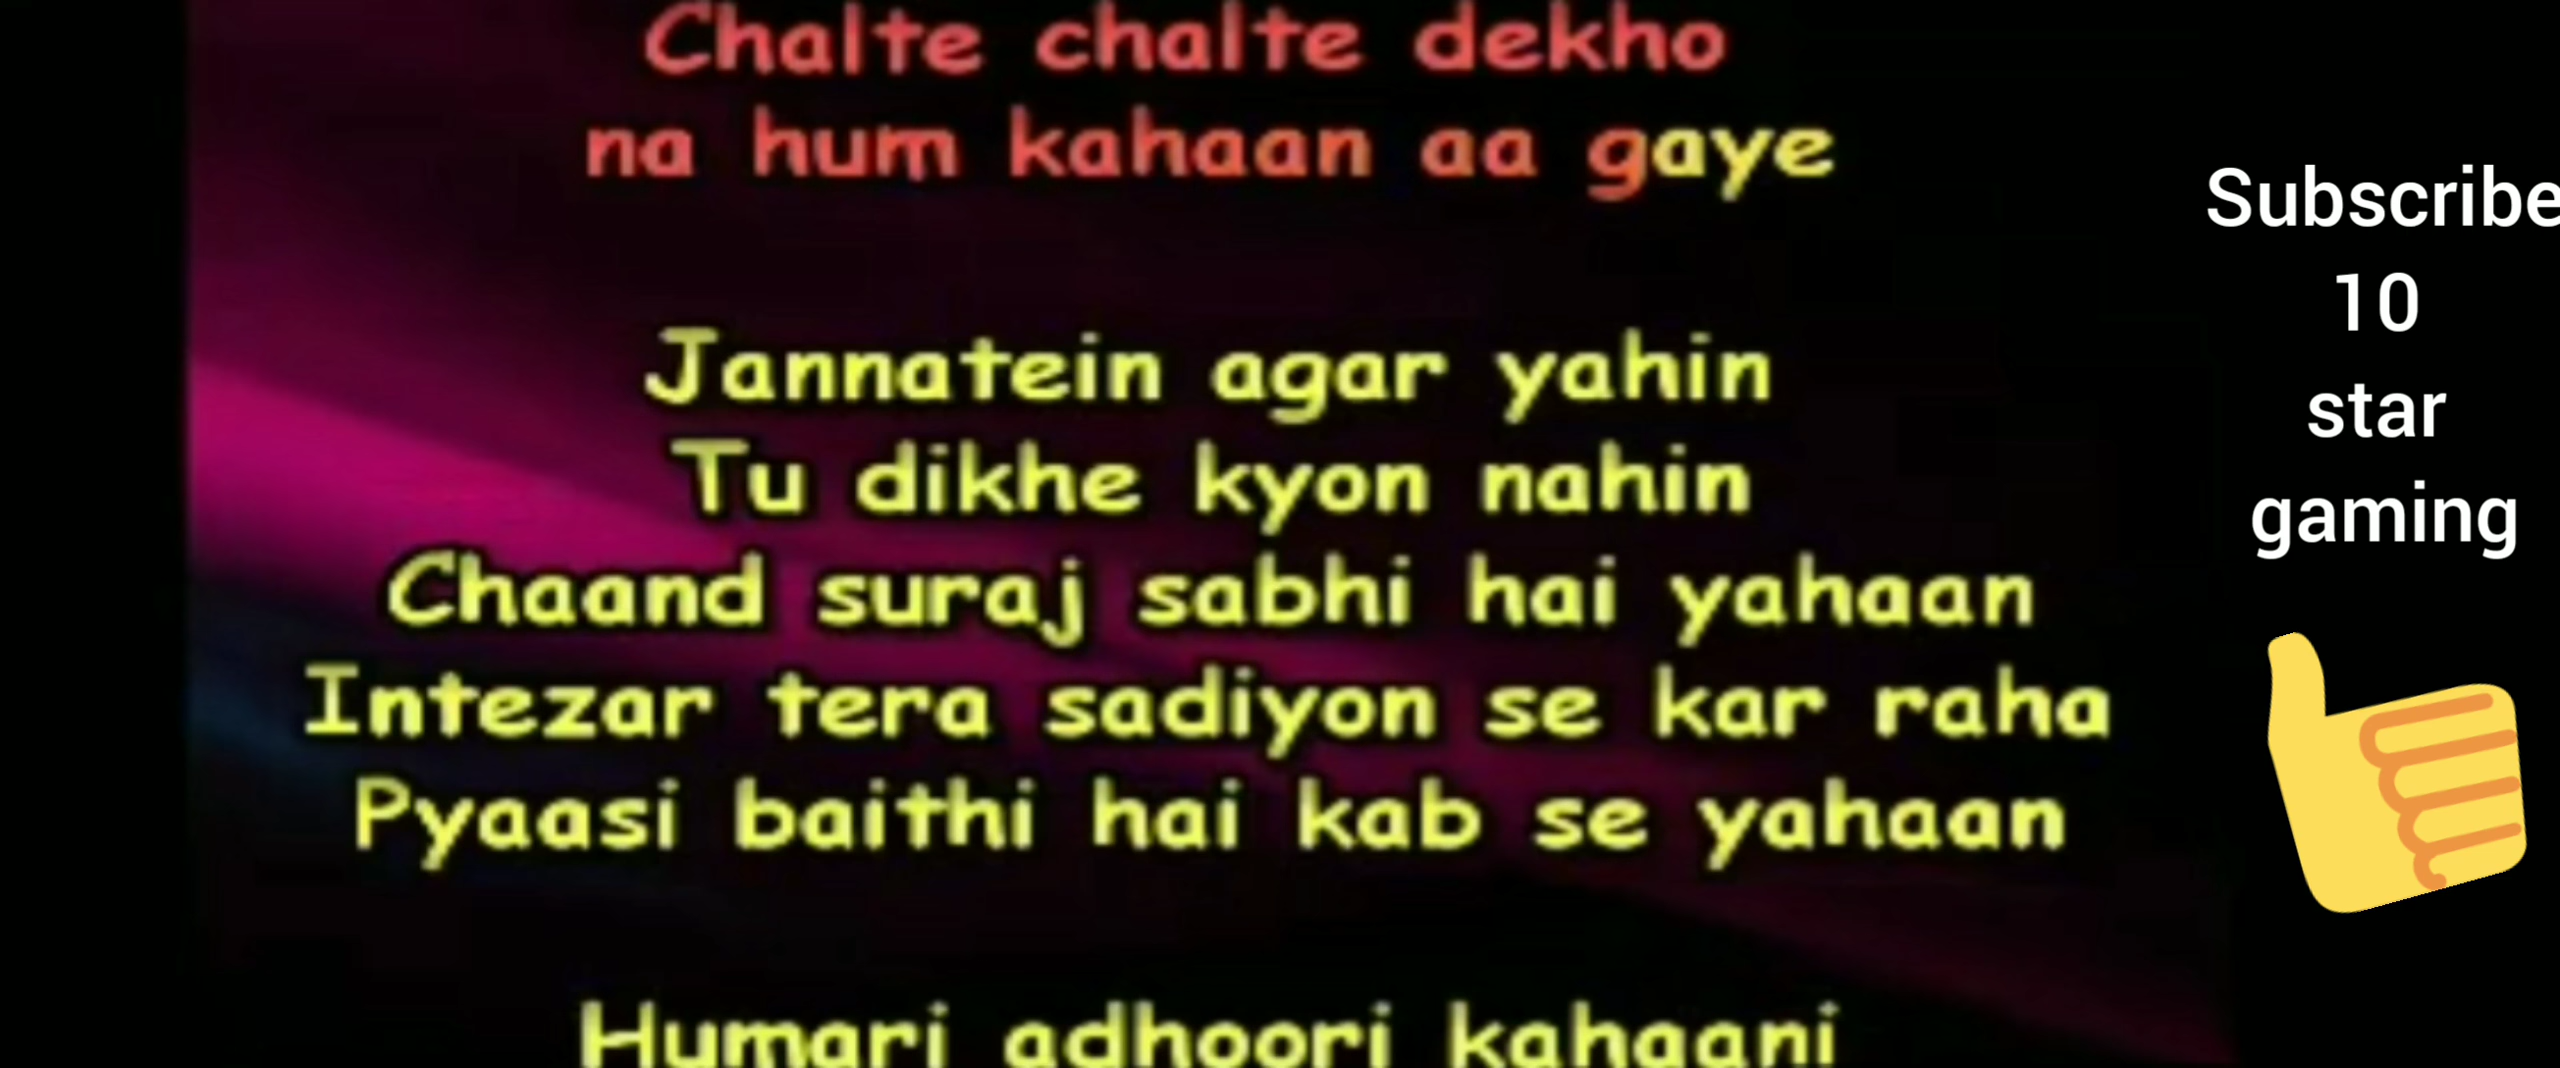 Chalte chalte dekho
na hum kahaan aa gaye
Jannatein agar yahin
Tu dikhe kyon nahin
Chaand suraj sabhi hai yahaan
Intezar tera sadiyon se kar raha
Pyaasi baithi hai kab se yahaan
Humari adhoori kahaani
Subscribe
10
star
gaming